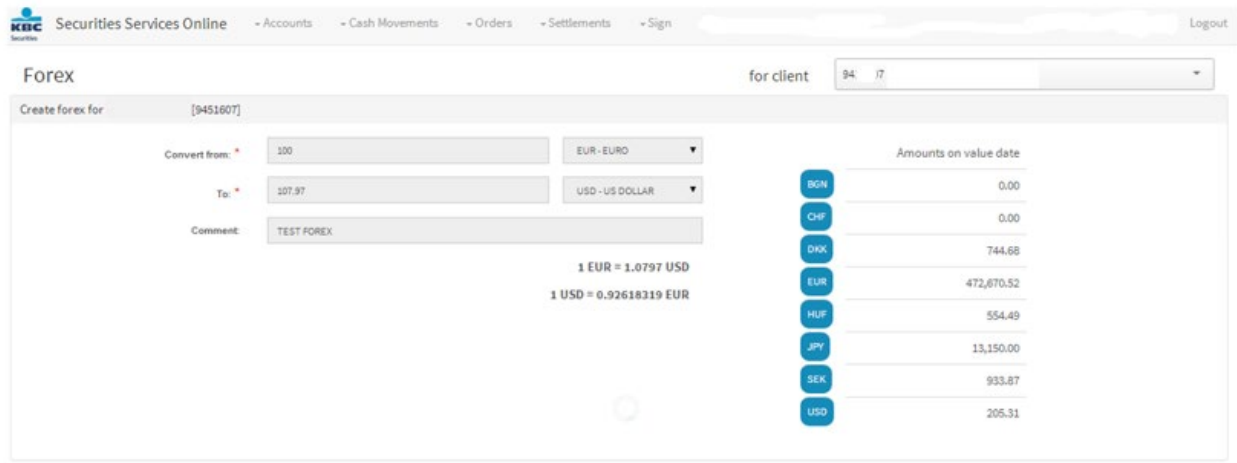 KBC
Securities
Securities Services Online
Accounts
Cash Movements
Orders
Settlements
Sign
Logout
Forex
for client
94 /7
Create forex for [9451607]
Convert from: * 100 EUR - EURO
To: * 107.97 USD - US DOLLAR
Comment: TEST FOREX
1 EUR = 1.0797 USD
1 USD = 0.92618319 EUR
Amounts on value date
BGN 0.00
CHF 0.00
DKK 744.68
EUR 472,670.52
HUF 554.49
JPY 13,150.00
SEK 933.87
USD 205.31